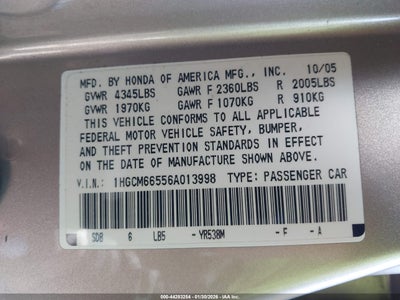 MFD. BY HONDA OF AMERICA MFG., INC. 10/05
GVWR 4345LBS GAWR F 2360LBS R 2005LBS
GVWR 1970KG GAWR F 1070KG R 910KG
THIS VEHICLE CONFORMS TO ALL APPLICABLE
FEDERAL MOTOR VEHICLE SAFETY, BUMPER,
AND THEFT PREVENTION STANDARDS IN EFFECT
ON THE DATE OF MANUFACTURE SHOWN ABOVE.
V.I.N.: 1HGCM66556A013998 TYPE: PASSENGER CAR
SDB 6 LB5 - YR538M - F - A
000-44203284 - 01/30/2026 - IAA Inc.